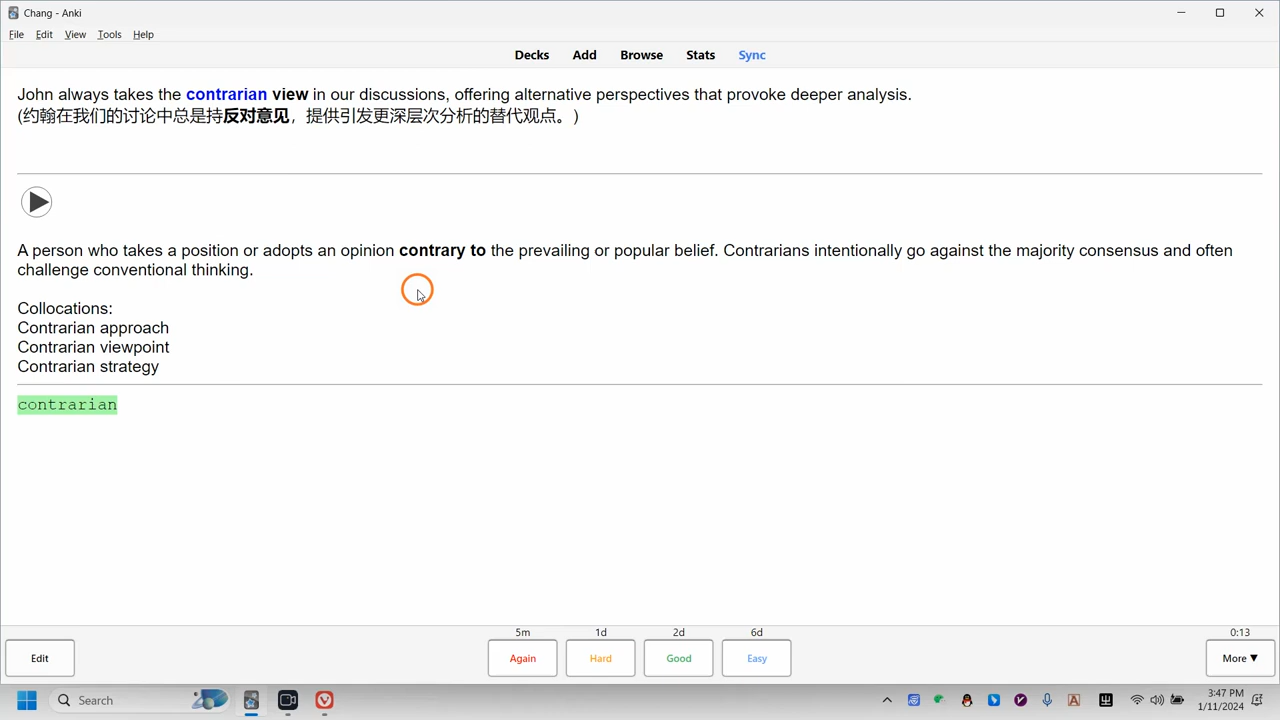 Chang - Anki
File Edit View Tools Help
Decks Add Browse Stats Sync
John always takes the contrarian view in our discussions, offering alternative perspectives that provoke deeper analysis.
(约翰在我们的讨论中总是持反对意见，提供引发更深层次分析的替代观点。)
A person who takes a position or adopts an opinion contrary to the prevailing or popular belief. Contrarians intentionally go against the majority consensus and often
challenge conventional thinking.
Collocations:
Contrarian approach
Contrarian viewpoint
Contrarian strategy
contrarian
5m 1d 2d 6d 0:13
Edit Again Hard Good Easy More ▼
Search
3:47 PM
1/11/2024